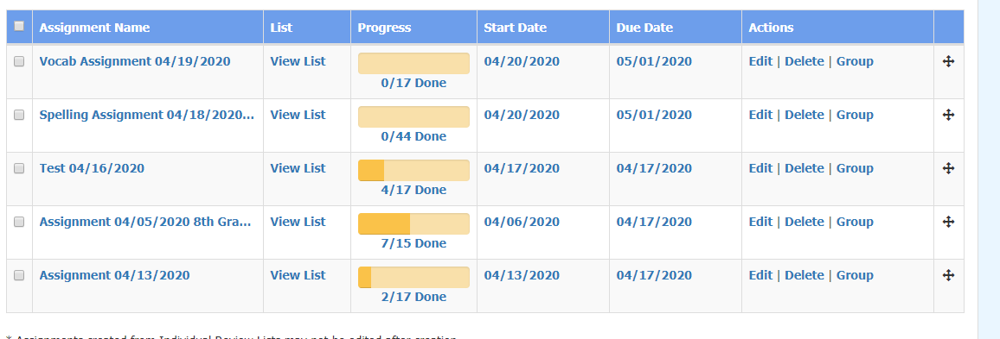 Assignment Name List Progress Start Date Due Date Actions
Vocab Assignment 04/19/2020 View List 04/20/2020 05/01/2020 Edit | Delete | Group
0/17 Done
Spelling Assignment 04/18/2020... View List 04/20/2020 05/01/2020 Edit | Delete | Group
0/44 Done
Test 04/16/2020 View List 04/17/2020 04/17/2020 Edit | Delete | Group
4/17 Done
Assignment 04/05/2020 8th Gra... View List 04/06/2020 04/17/2020 Edit | Delete | Group
7/15 Done
Assignment 04/13/2020 View List 04/13/2020 04/17/2020 Edit | Delete | Group
2/17 Done
* Assignments created from Individual Review Lists may not be edited after creation